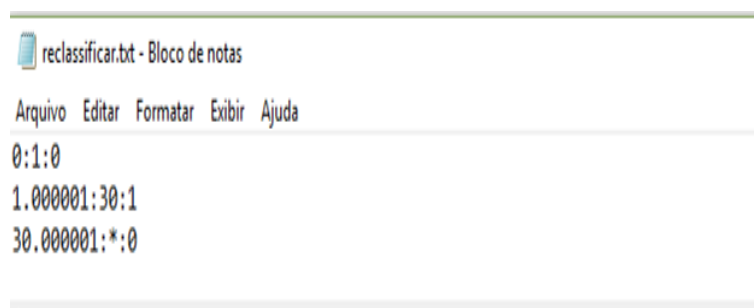 reclassificar.txt - Bloco de notas
Arquivo Editar Formatar Exibir Ajuda
0:1:0
1.000001:30:1
30.000001:*:0